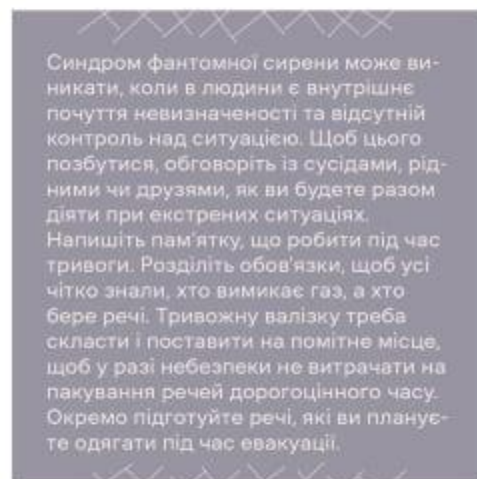 Синдром фантомної сирени може ви-
никати, коли в людини є внутрішнє
почуття невизначеності та відсутній
контроль над ситуацією. Щоб цього
позбутися, обговоріть із сусідами, рід-
ними чи друзями, як ви будете разом
діяти при екстрених ситуаціях.
Напишіть пам'ятку, що робити під час
тривоги. Розділіть обов'язки, щоб усі
чітко знали, хто вимикає газ, а хто
бере речі. Тривожну валізку треба
скласти і поставити на помітне місце,
щоб у разі небезпеки не витрачати на
пакування речей дорогоцінного часу.
Окремо підготуйте речі, які ви планує-
те одягати під час евакуації.